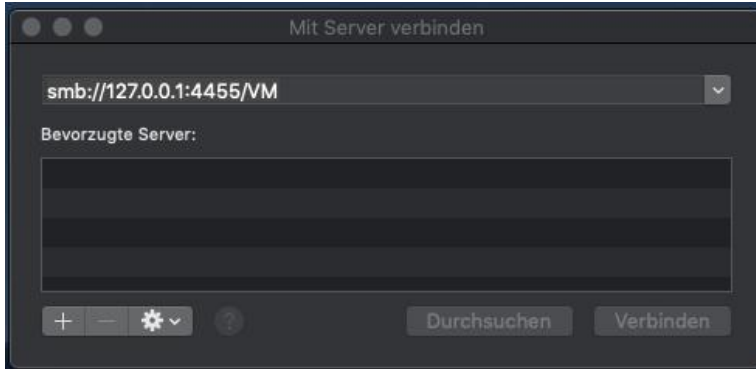 Mit Server verbinden
smb://127.0.0.1:4455/VM
Bevorzugte Server:
?
Durchsuchen Verbinden